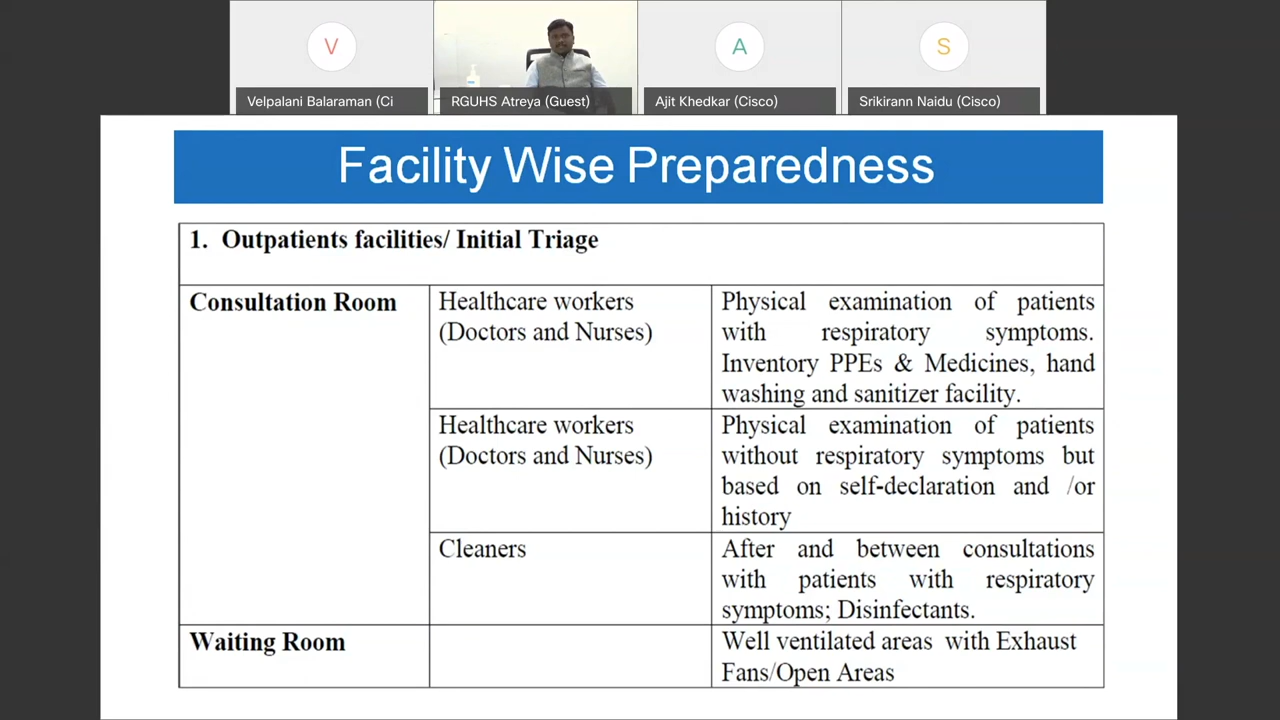 V
A
S
Velpalani Balaraman (Ci
RGUHS Atreya (Guest)
Ajit Khedkar (Cisco)
Srikirann Naidu (Cisco)
Facility Wise Preparedness
1. Outpatients facilities/ Initial Triage
Consultation Room
Healthcare workers
(Doctors and Nurses)
Physical examination of patients
with respiratory symptoms.
Inventory PPEs & Medicines, hand
washing and sanitizer facility.
Healthcare workers
(Doctors and Nurses)
Physical examination of patients
without respiratory symptoms but
based on self-declaration and /or
history
Cleaners
After and between consultations
with patients with respiratory
symptoms; Disinfectants.
Waiting Room
Well ventilated areas with Exhaust
Fans/Open Areas